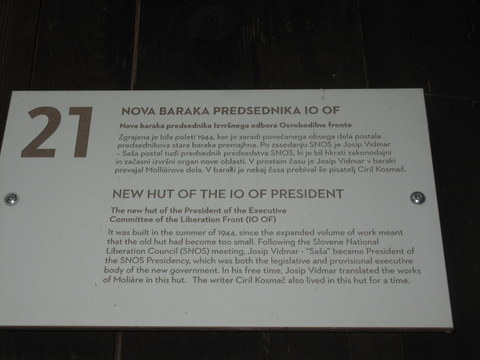 21
NOVA BARAKA PREDSEDNIKA IO OF
Nova baraka predsednika Izvršnega odbora Osvobodilne fronte
Zgrajena je bila poleti 1944, ker je zaradi povečanega obsega dela postala
predsednikova stara baraka premajhna. Po zasedanju SNOS je Josip Vidmar
– Saša postal tudi predsednik predsedstva SNOS, ki je bil hkrati zakonodajni
in začasni izvršni organ nove oblasti. V prostem času je Josip Vidmar v baraki
prevajal Molliérova dela. V baraki je nekaj časa prebival še pisatelj Ciril Kosmač.
NEW HUT OF THE IO OF PRESIDENT
The new hut of the President of the Executive
Committee of the Liberation Front (IO OF)
It was built in the summer of 1944, since the expanded volume of work meant
that the old hut had become too small. Following the Slovene National
Liberation Council (SNOS) meeting, Josip Vidmar - "Saša" became President of
the SNOS Presidency, which was both the legislative and provisional executive
body of the new government. In his free time, Josip Vidmar translated the works
of Molière in this hut. The writer Ciril Kosmač also lived in this hut for a time.